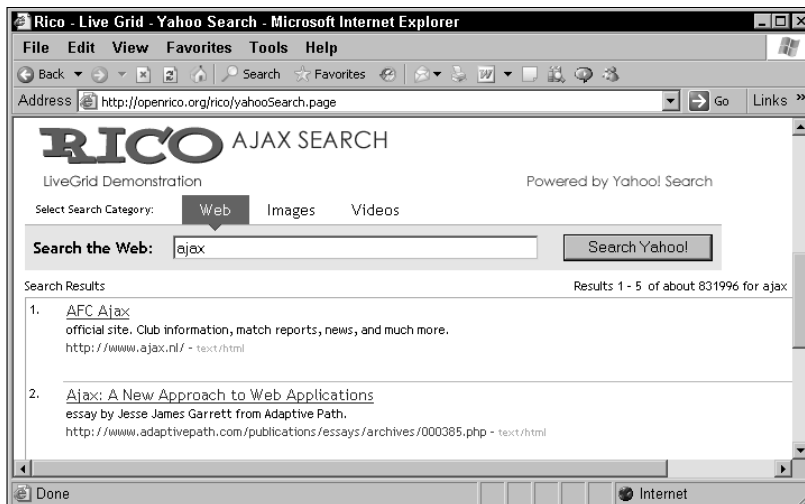 Rico - Live Grid - Yahoo Search - Microsoft Internet Explorer
File Edit View Favorites Tools Help
Back Search Favorites
Address http://openrico.org/rico/yahooSearch.page Go Links »
RICO AJAX SEARCH
LiveGrid Demonstration Powered by Yahoo! Search
Select Search Category: Web Images Videos
Search the Web: ajax Search Yahoo!
Search Results Results 1 - 5 of about 831996 for ajax
1. AFC Ajax
official site. Club information, match reports, news, and much more.
http://www.ajax.nl/ - text/html
2. Ajax: A New Approach to Web Applications
essay by Jesse James Garrett from Adaptive Path.
http://www.adaptivepath.com/publications/essays/archives/000385.php - text/html
Done Internet